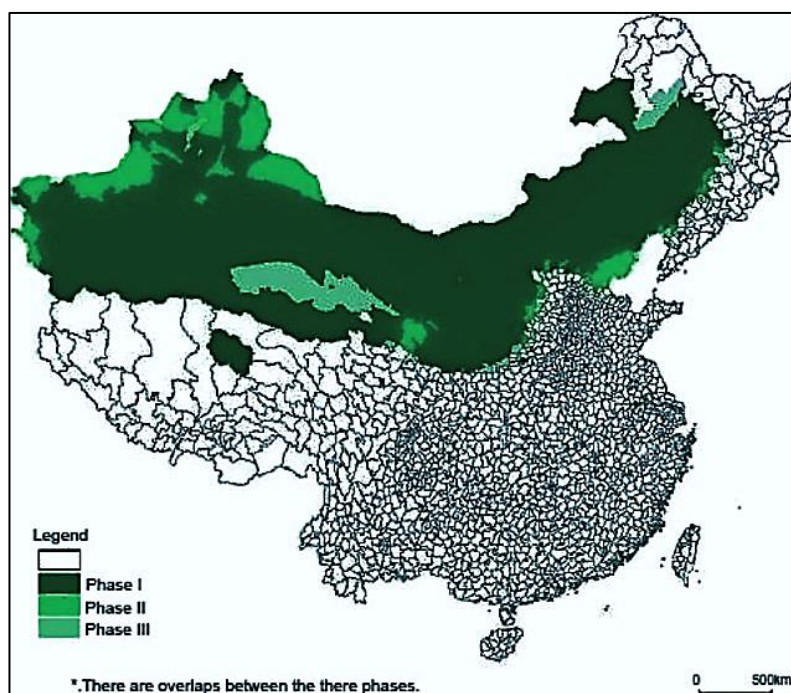 Legend
Phase I
Phase II
Phase III
*.There are overlaps between the there phases.
0 500km